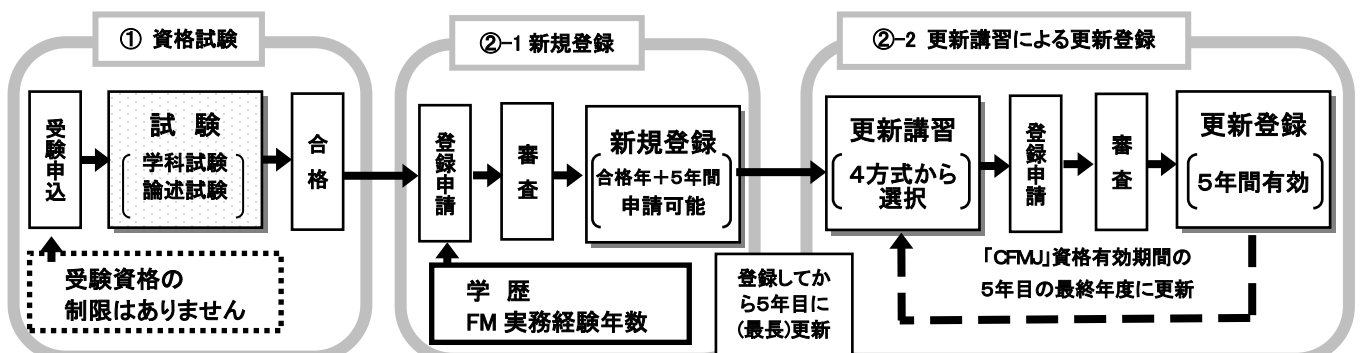 ① 資格試験
受験申込
試 験
学科試験
論述試験
合格
受験資格の
制限はありません
②-1 新規登録
登録申請
審査
新規登録
合格年＋５年間
申請可能
学 歴
FM 実務経験年数
登録してか
ら５年目に
(最長)更新
②-2 更新講習による更新登録
更新講習
４方式から
選択
登録申請
審査
更新登録
５年間有効
「CFMJ」資格有効期間の
５年目の最終年度に更新